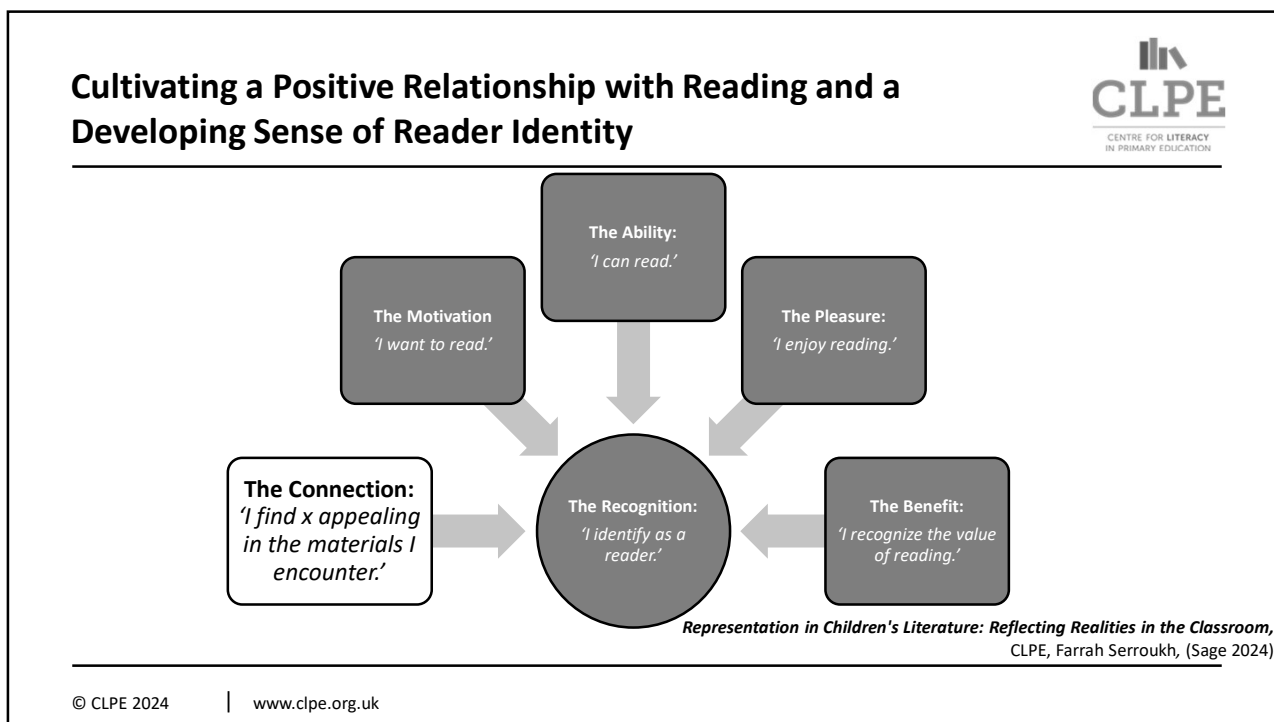 Cultivating a Positive Relationship with Reading and a
Developing Sense of Reader Identity
CLPE
CENTRE FOR LITERACY
IN PRIMARY EDUCATION
The Ability:
‘I can read.’
The Motivation
‘I want to read.’
The Pleasure:
‘I enjoy reading.’
The Connection:
‘I find x appealing
in the materials I
encounter.’
The Recognition:
‘I identify as a
reader.’
The Benefit:
‘I recognize the value
of reading.’
Representation in Children's Literature: Reflecting Realities in the Classroom,
CLPE, Farrah Serroukh, (Sage 2024)
© CLPE 2024 | www.clpe.org.uk